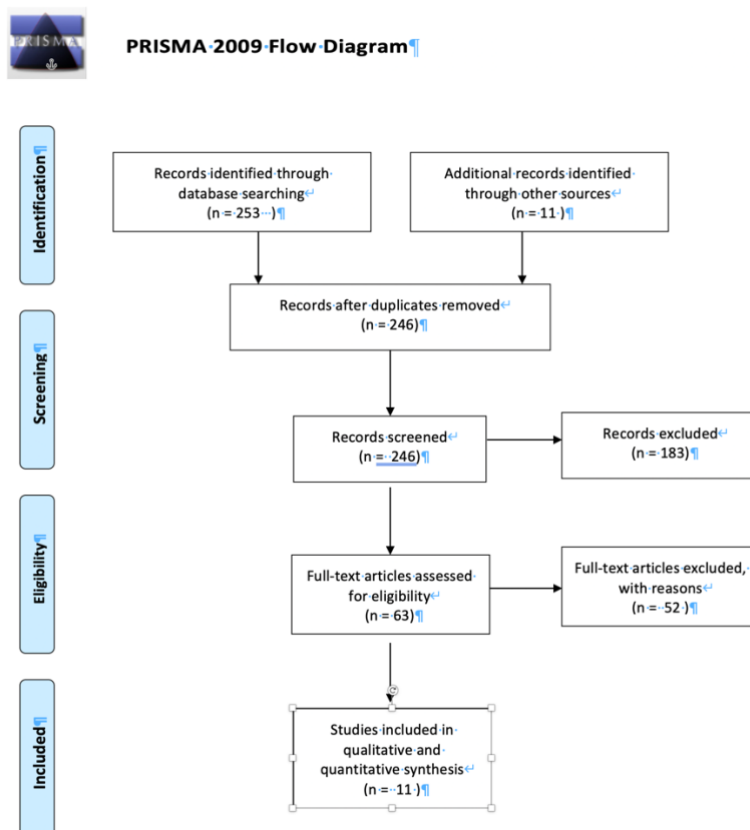 PRISMA
PRISMA·2009·Flow·Diagram¶
Identification¶
Records·identified·through·
database·searching↵
(n·=·253···)¶
Additional·records·identified·
through·other·sources↵
(n·=·11·)¶
Records·after·duplicates·removed↵
(n·=·246)¶
Screening¶
Records·screened↵
(n·=··246)¶
Records·excluded↵
(n·=·183)¶
Eligibility¶
Full-text·articles·assessed·
for·eligibility↵
(n·=·63)¶
Full-text·articles·excluded,·
with·reasons↵
(n·=··52·)¶
Included¶
Studies·included·in·
qualitative·and·
quantitative·synthesis↵
(n·=··11·)¶